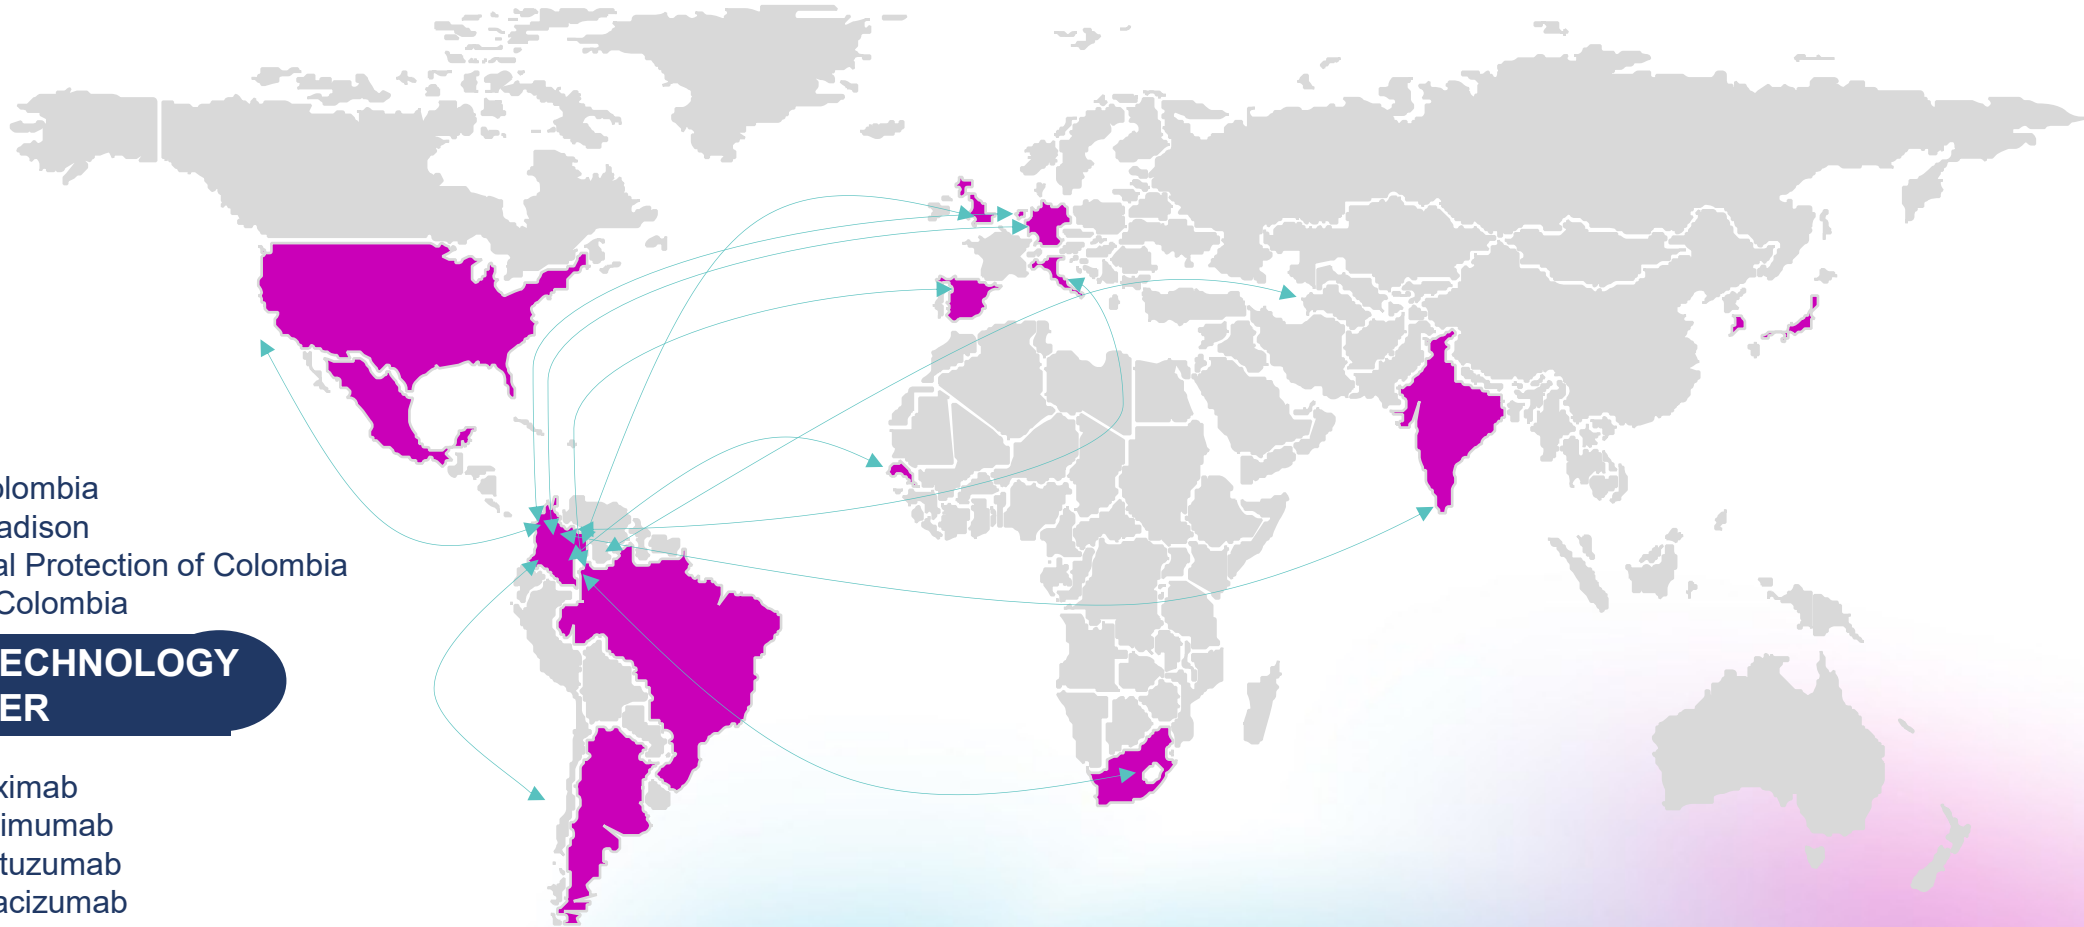 olombia
adison
al Protection of Colombia
Colombia
ECHNOLOGY
ER
ximab
imumab
tuzumab
acizumab